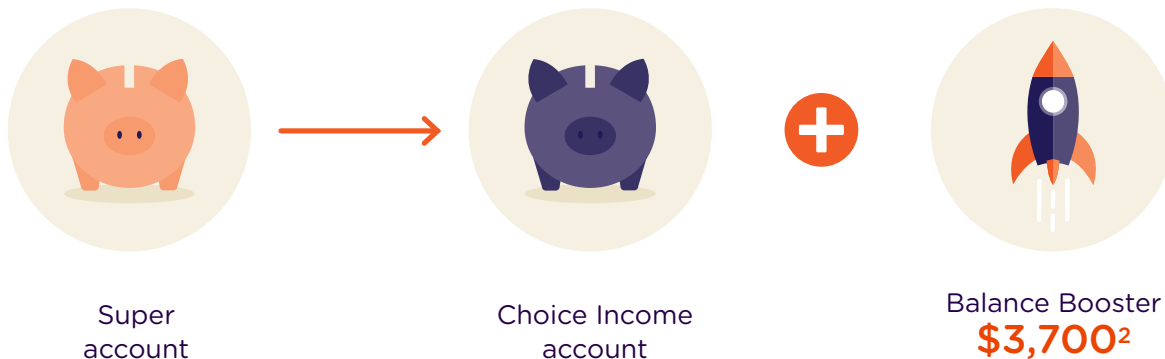 Super
account
Choice Income
account
Balance Booster
$3,700²